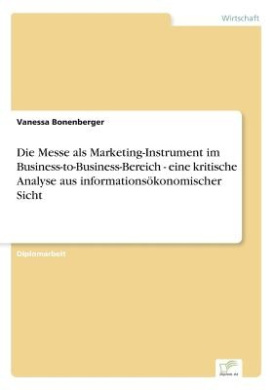 Wirtschaft
Vanessa Bonenberger
Die Messe als Marketing-Instrument im
Business-to-Business-Bereich - eine kritische
Analyse aus informationsökonomischer
Sicht
Diplomarbeit